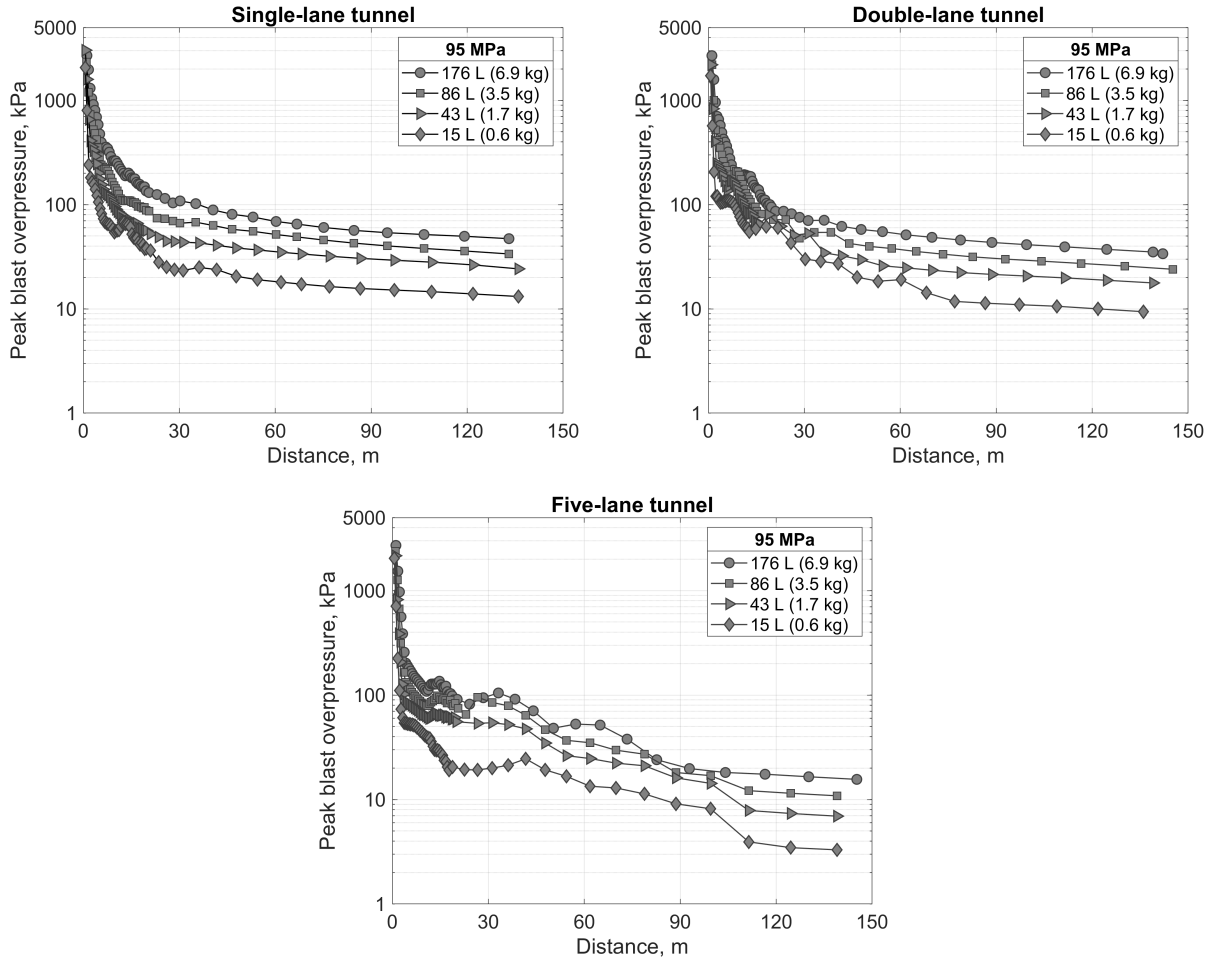 Single-lane tunnel
5000
1000
100
10
1
Peak blast overpressure, kPa
0 30 60 90 120 150
Distance, m
95 MPa
176 L (6.9 kg)
86 L (3.5 kg)
43 L (1.7 kg)
15 L (0.6 kg)
Double-lane tunnel
5000
1000
100
10
1
Peak blast overpressure, kPa
0 30 60 90 120 150
Distance, m
95 MPa
176 L (6.9 kg)
86 L (3.5 kg)
43 L (1.7 kg)
15 L (0.6 kg)
Five-lane tunnel
5000
1000
100
10
1
Peak blast overpressure, kPa
0 30 60 90 120 150
Distance, m
95 MPa
176 L (6.9 kg)
86 L (3.5 kg)
43 L (1.7 kg)
15 L (0.6 kg)